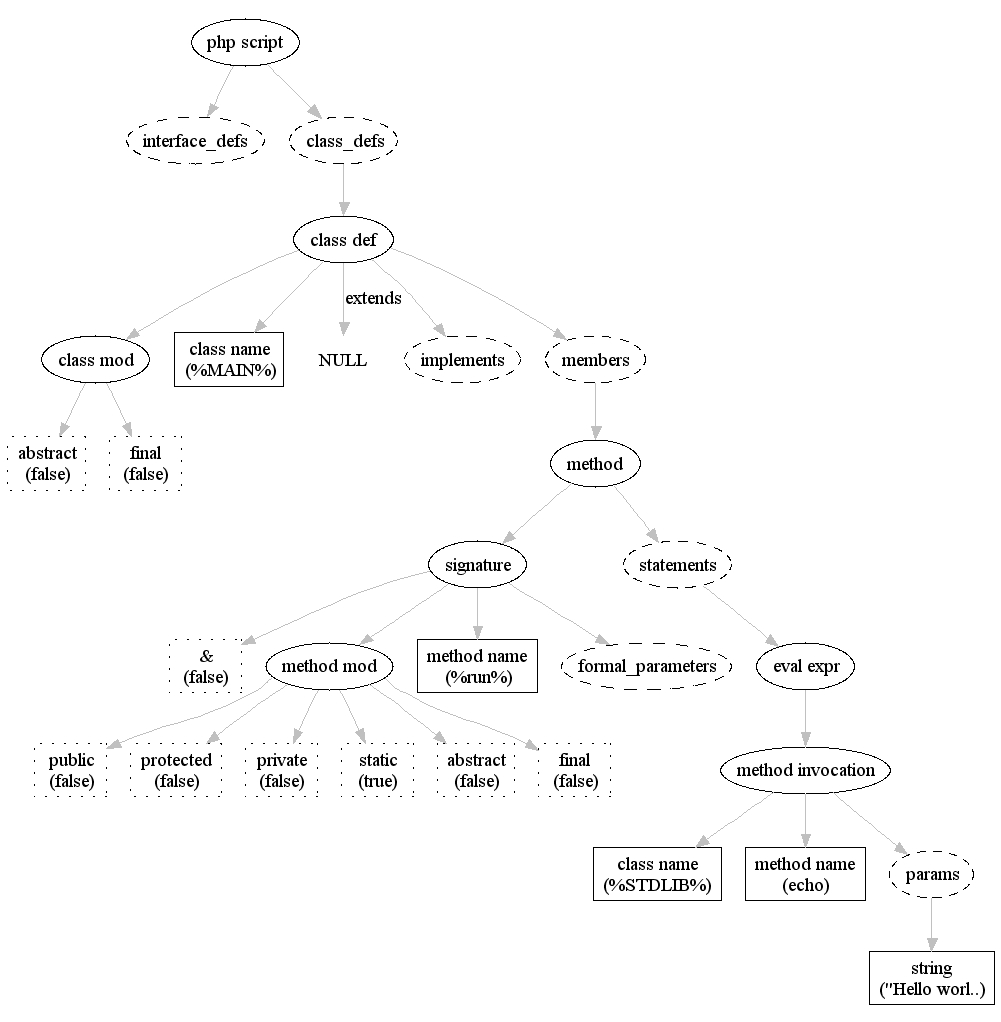 php script
interface_defs
class_defs
class def
extends
class mod
class name
(%MAIN%)
NULL
implements
members
abstract
(false)
final
(false)
method
signature
statements
&
(false)
method mod
method name
(%run%)
formal_parameters
eval expr
public
(false)
protected
(false)
private
(false)
static
(true)
abstract
(false)
final
(false)
method invocation
class name
(%STDLIB%)
method name
(echo)
params
string
("Hello worl..)